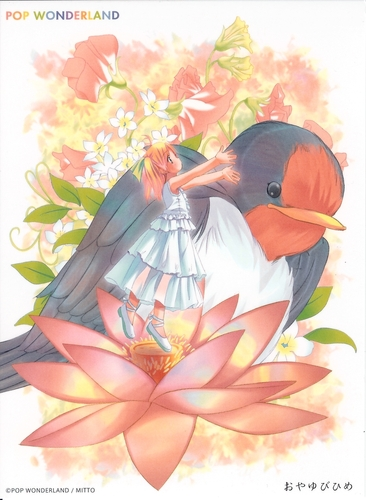 POP WONDERLAND
©POP WONDERLAND / MITTO
おやゆびひめ